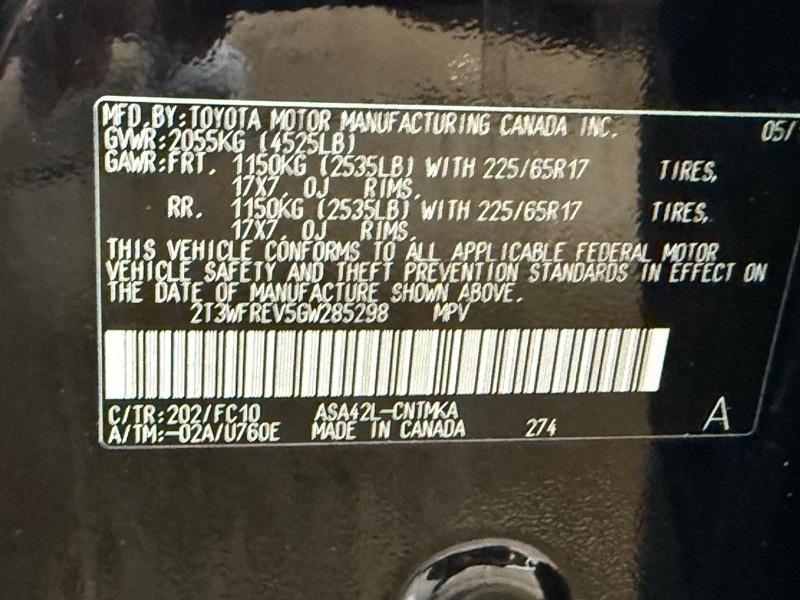 MFD. BY: TOYOTA MOTOR MANUFACTURING CANADA INC. 05/
GVWR: 2055KG (4525LB)
GAWR: FRT. 1150KG (2535LB) WITH 225/65R17 TIRES,
17X7. 0J RIMS.
RR. 1150KG (2535LB) WITH 225/65R17 TIRES,
17X7. 0J RIMS.
THIS VEHICLE CONFORMS TO ALL APPLICABLE FEDERAL MOTOR
VEHICLE SAFETY AND THEFT PREVENTION STANDARDS IN EFFECT ON
THE DATE OF MANUFACTURE SHOWN ABOVE.
2T3WFREV5GW285298 MPV
C/TR: 202/FC10 ASA42L-CNTMKA A
A/TM: -02A/U760E MADE IN CANADA 274